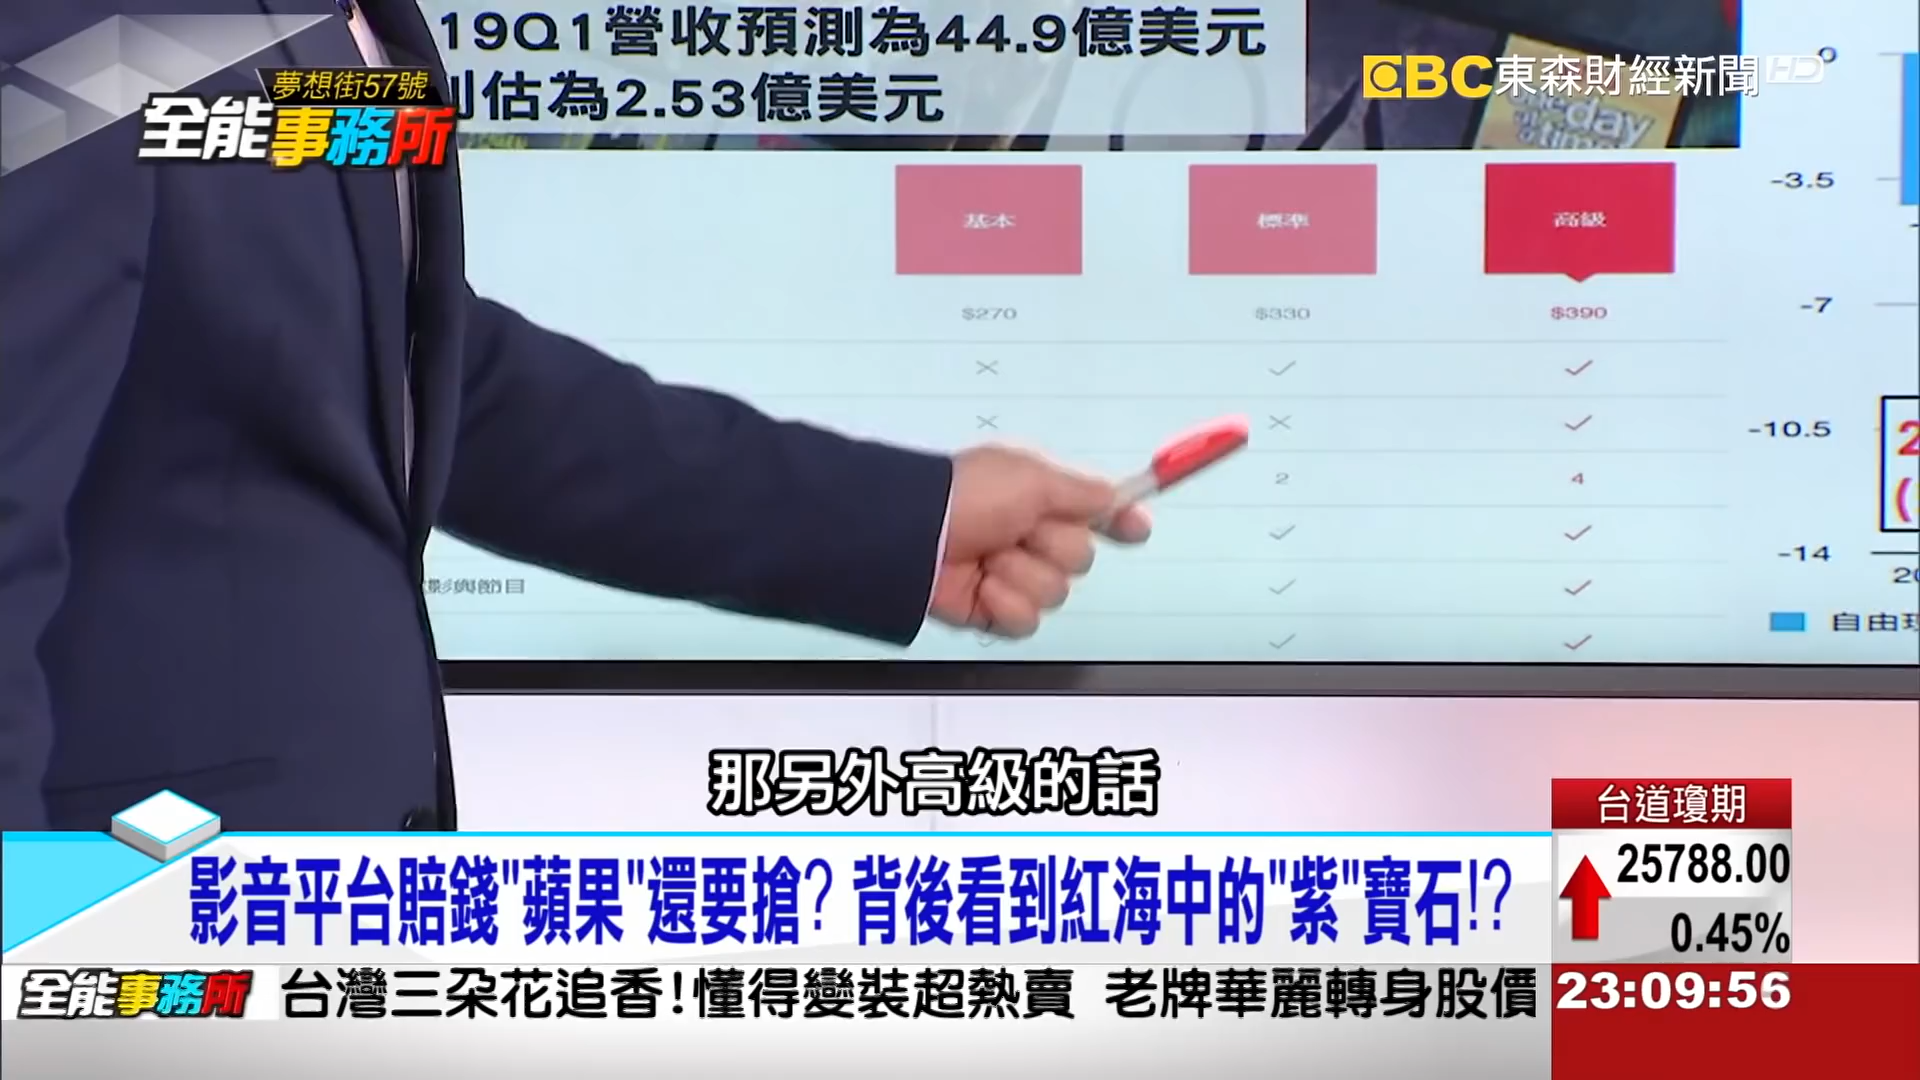 19Q1營收預測為44.9億美元
估為2.53億美元
夢想街57號
全能事務所
EBC東森財經新聞HD
day
0
-3.5
-7
-10.5
-14
基本 標準 高級
$270 $330 $390
2 4
影與節目
自由現
那另外高級的話
影音平台賠錢"蘋果"還要搶? 背後看到紅海中的"紫"寶石!?
台道瓊期
25788.00
0.45%
全能事務所 台灣三朵花追香!懂得變裝超熱賣 老牌華麗轉身股價
23:09:56